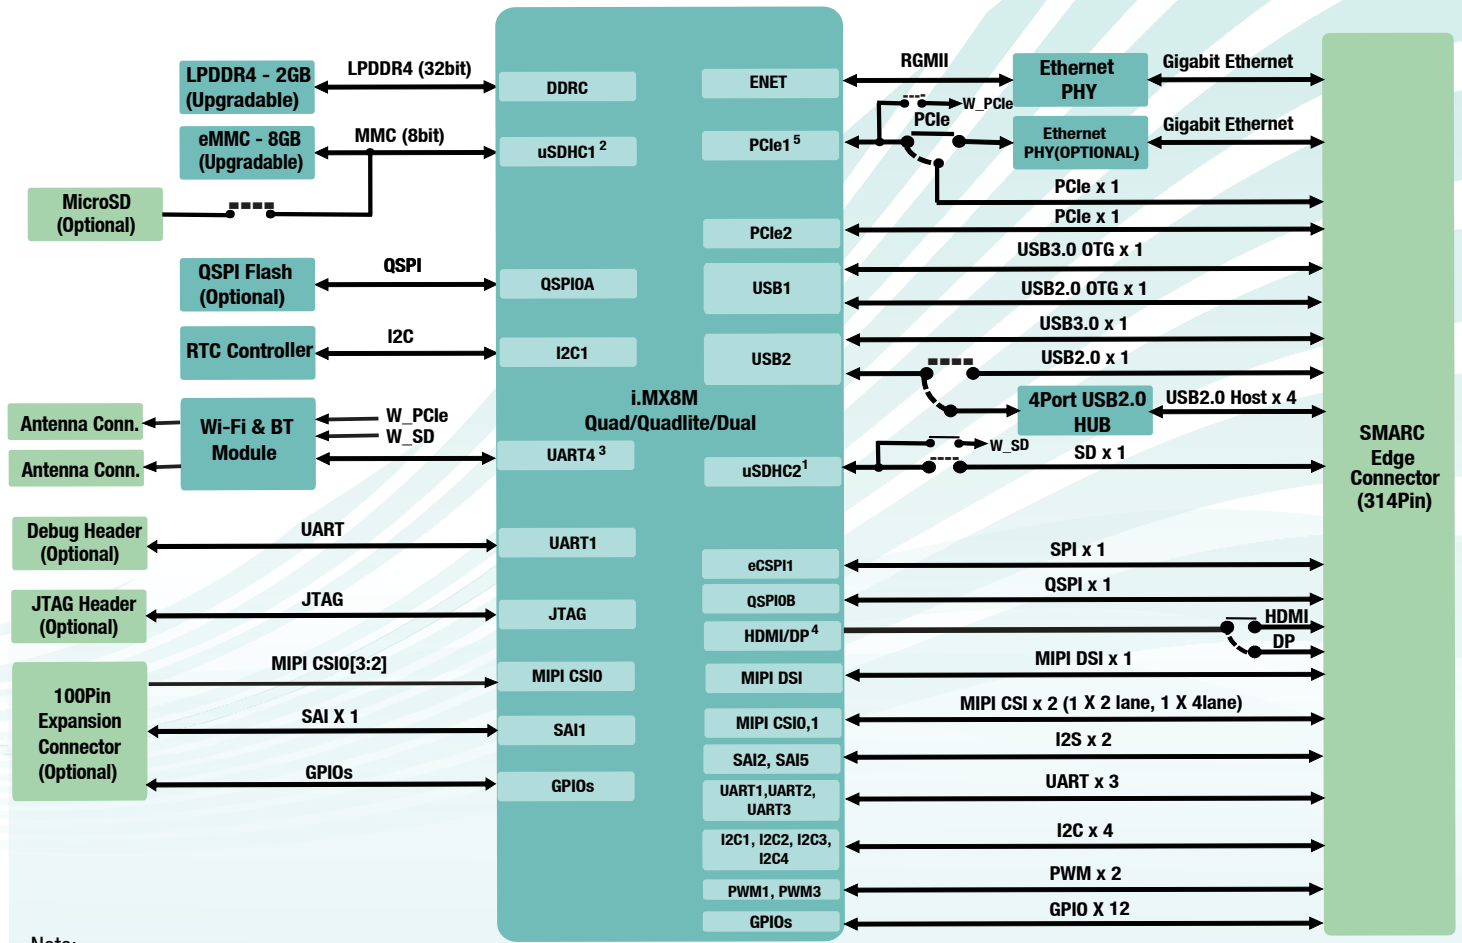 LPDDR4 - 2GB
(Upgradable)
LPDDR4 (32bit)
DDRC
eMMC - 8GB
(Upgradable)
MMC (8bit)
uSDHC1 2
MicroSD
(Optional)
QSPI Flash
(Optional)
QSPI
QSPI0A
RTC Controller
I2C
I2C1
Antenna Conn.
Antenna Conn.
Wi-Fi & BT
Module
W_PCIe
W_SD
UART4 3
Debug Header
(Optional)
UART
UART1
JTAG Header
(Optional)
JTAG
JTAG
100Pin
Expansion
Connector
(Optional)
MIPI CSI0[3:2]
MIPI CSI0
SAI X 1
SAI1
GPIOs
GPIOs
i.MX8M
Quad/Quadlite/Dual
ENET
RGMII
Ethernet
PHY
Gigabit Ethernet
PCIe1 5
W_PCIe
PCIe
Ethernet
PHY(OPTIONAL)
Gigabit Ethernet
PCIe x 1
PCIe2
PCIe x 1
USB1
USB3.0 OTG x 1
USB2.0 OTG x 1
USB2
USB3.0 x 1
USB2.0 x 1
4Port USB2.0
HUB
USB2.0 Host x 4
uSDHC2 1
W_SD
SD x 1
eCSPI1
SPI x 1
QSPI0B
QSPI x 1
HDMI/DP 4
HDMI
DP
MIPI DSI
MIPI DSI x 1
MIPI CSI0,1
MIPI CSI x 2 (1 X 2 lane, 1 X 4lane)
SAI2, SAI5
I2S x 2
UART1,UART2,
UART3
UART x 3
I2C1, I2C2, I2C3,
I2C4
I2C x 4
PWM1, PWM3
PWM x 2
GPIOs
GPIO X 12
SMARC
Edge
Connector
(314Pin)
Note: